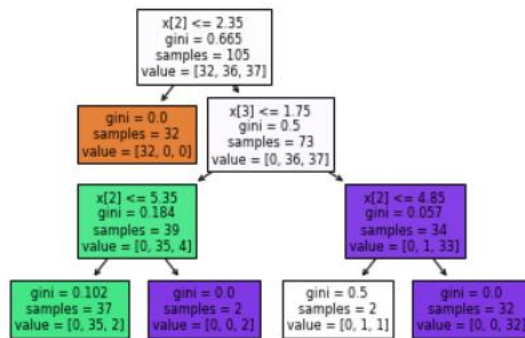 x[2] <= 2.35
gini = 0.665
samples = 105
value = [32, 36, 37]
gini = 0.0
samples = 32
value = [32, 0, 0]
x[3] <= 1.75
gini = 0.5
samples = 73
value = [0, 36, 37]
x[2] <= 5.35
gini = 0.184
samples = 39
value = [0, 35, 4]
x[2] <= 4.85
gini = 0.057
samples = 34
value = [0, 1, 33]
gini = 0.102
samples = 37
value = [0, 35, 2]
gini = 0.0
samples = 2
value = [0, 0, 2]
gini = 0.5
samples = 2
value = [0, 1, 1]
gini = 0.0
samples = 32
value = [0, 0, 32]